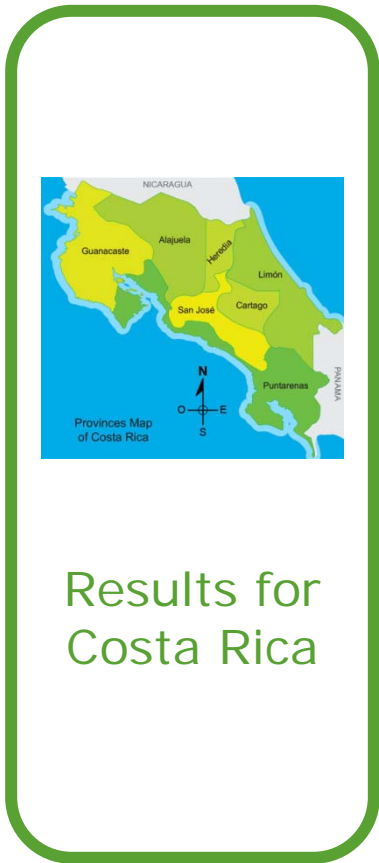 NICARAGUA
Guanacaste
Alajuela
Heredia
Limón
San José
Cartago
Puntarenas
PANAMA
N
O
E
S
Provinces Map
of Costa Rica
Results for
Costa Rica